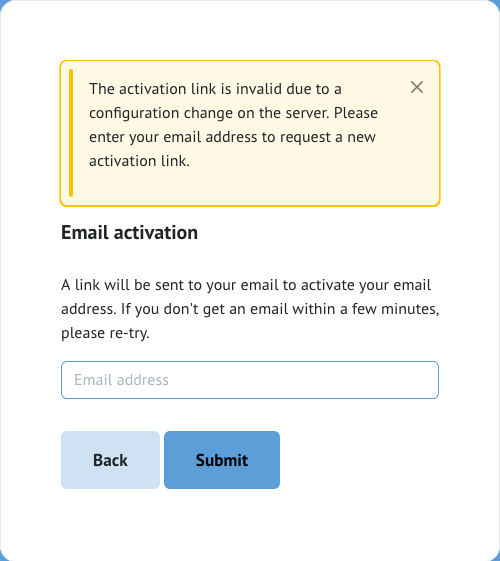 The activation link is invalid due to a
configuration change on the server. Please
enter your email address to request a new
activation link.
Email activation
A link will be sent to your email to activate your email
address. If you don't get an email within a few minutes,
please re-try.
Email address
Back Submit